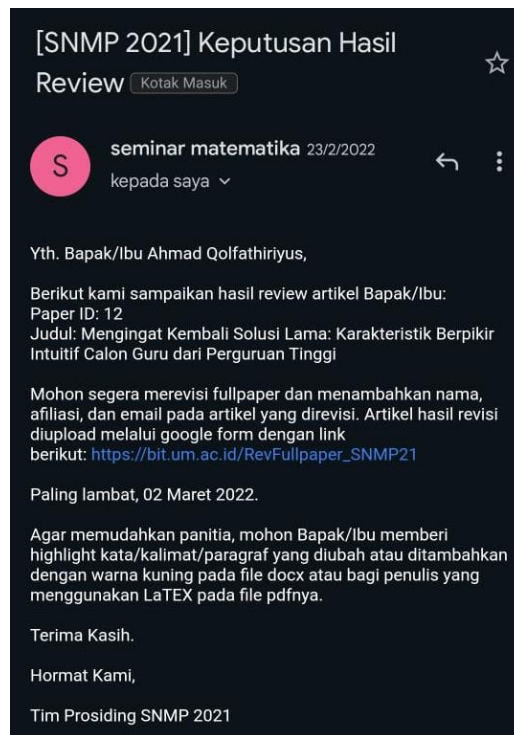 [SNMP 2021] Keputusan Hasil
Review Kotak Masuk
S
seminar matematika 23/2/2022
kepada saya
Yth. Bapak/Ibu Ahmad Qolfathiriyus,
Berikut kami sampaikan hasil review artikel Bapak/Ibu:
Paper ID: 12
Judul: Mengingat Kembali Solusi Lama: Karakteristik Berpikir
Intuitif Calon Guru dari Perguruan Tinggi
Mohon segera merevisi fullpaper dan menambahkan nama,
afiliasi, dan email pada artikel yang direvisi. Artikel hasil revisi
diupload melalui google form dengan link
berikut: https://bit.um.ac.id/RevFullpaper_SNMP21
Paling lambat, 02 Maret 2022.
Agar memudahkan panitia, mohon Bapak/Ibu memberi
highlight kata/kalimat/paragraf yang diubah atau ditambahkan
dengan warna kuning pada file docx atau bagi penulis yang
menggunakan LaTEX pada file pdfnya.
Terima Kasih.
Hormat Kami,
Tim Prosiding SNMP 2021